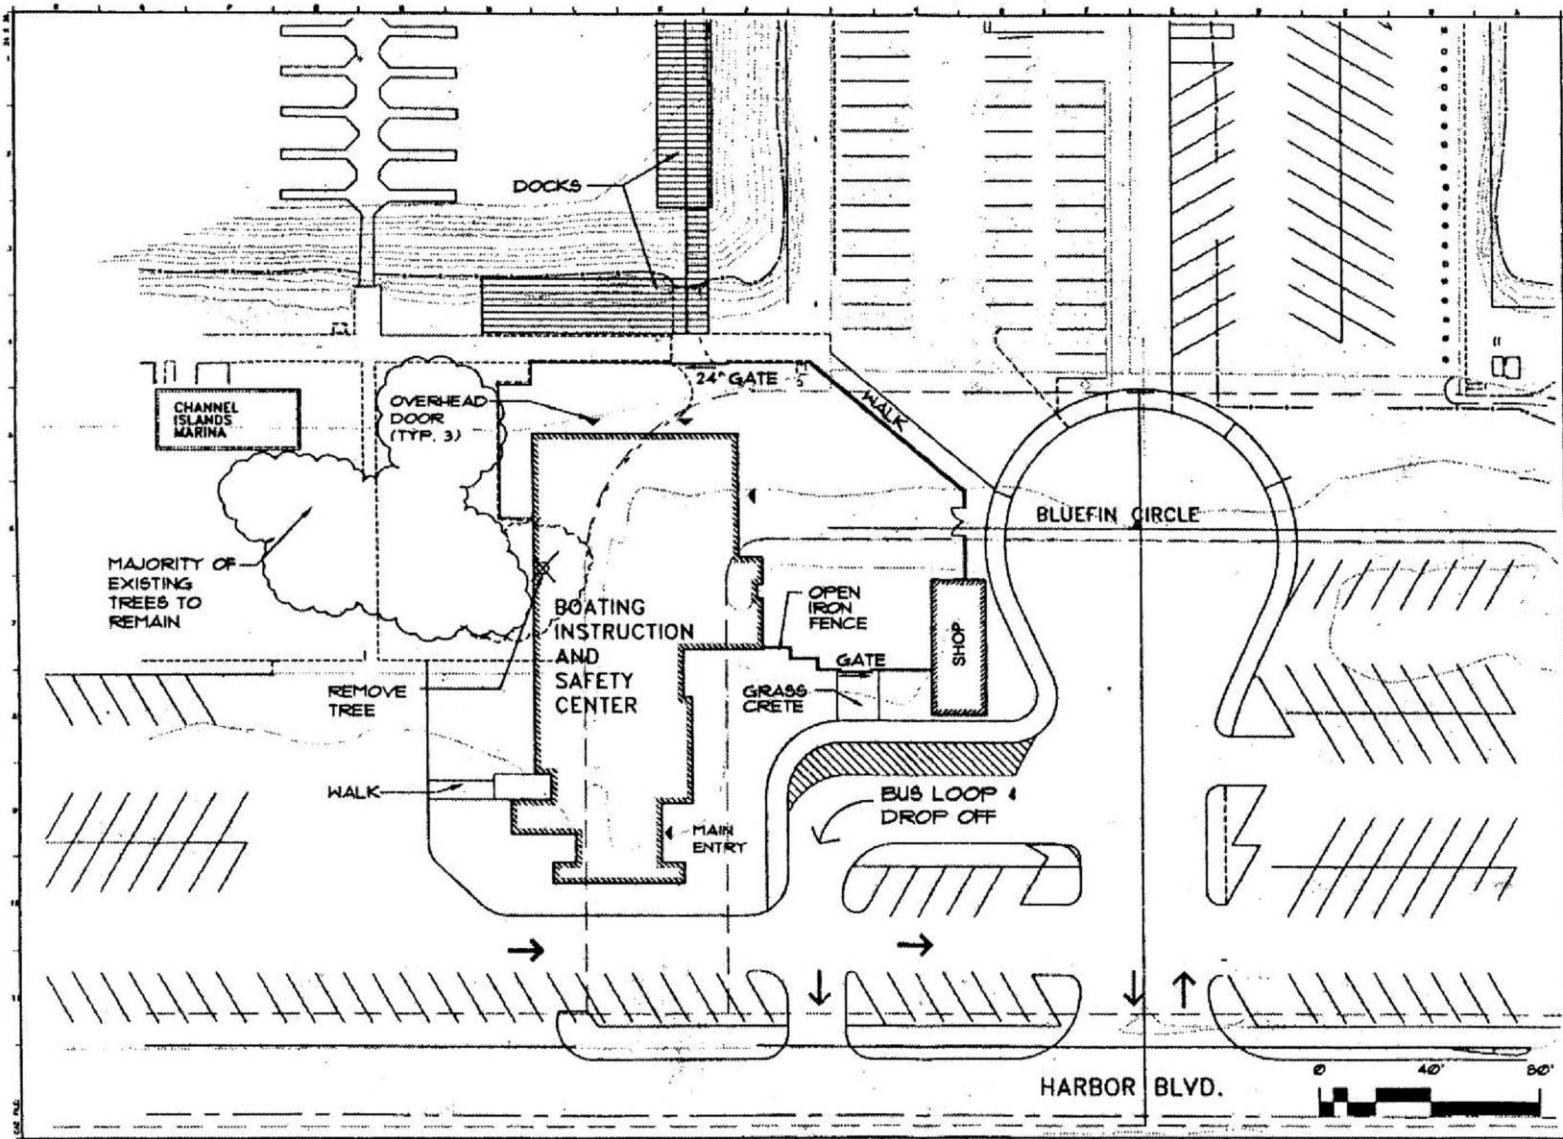 DOCKS
24' GATE
WALK
CHANNEL
ISLANDS
MARINA
OVERHEAD
DOOR
(TYP. 3)
BLUEFIN CIRCLE
MAJORITY OF
EXISTING
TREES TO
REMAIN
BOATING
INSTRUCTION
AND
SAFETY
CENTER
OPEN
IRON
FENCE
SHOP
GATE
GRASS
CRETE
REMOVE
TREE
WALK
MAIN
ENTRY
BUS LOOP &
DROP OFF
HARBOR BLVD.
0 40' 80'